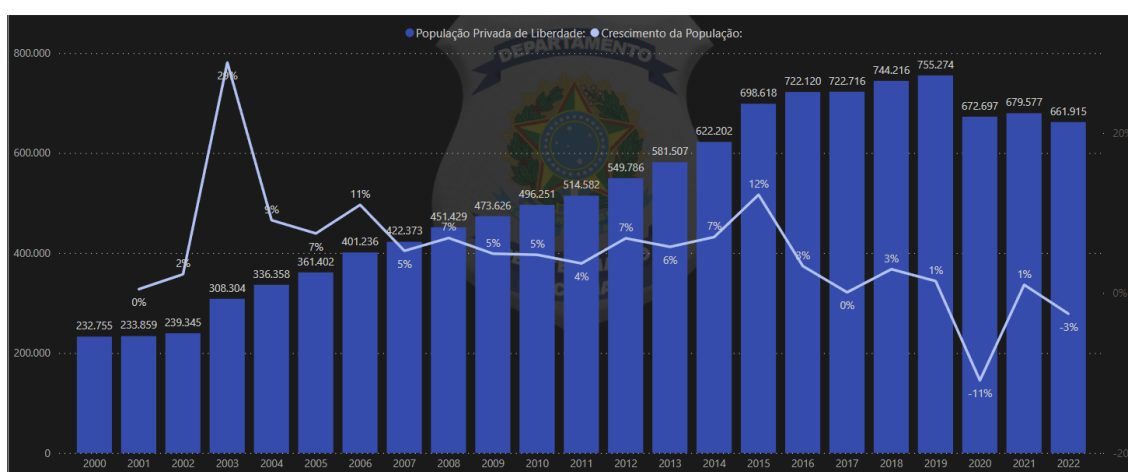 População Privada de Liberdade: Crescimento da População:
DEPARTAMENTO
800.000
600.000
400.000
200.000
0
20%
0%
-20
232.755 233.859 239.345 308.304 336.358 361.402 401.236 422.373 451.429 473.626 496.251 514.582 549.786 581.507 622.202 698.618 722.120 722.716 744.216 755.274 672.697 679.577 661.915
0% 2% 29% 9% 7% 11% 5% 7% 5% 5% 4% 7% 6% 7% 12% 3% 0% 3% 1% -11% 1% -3%
2000 2001 2002 2003 2004 2005 2006 2007 2008 2009 2010 2011 2012 2013 2014 2015 2016 2017 2018 2019 2020 2021 2022